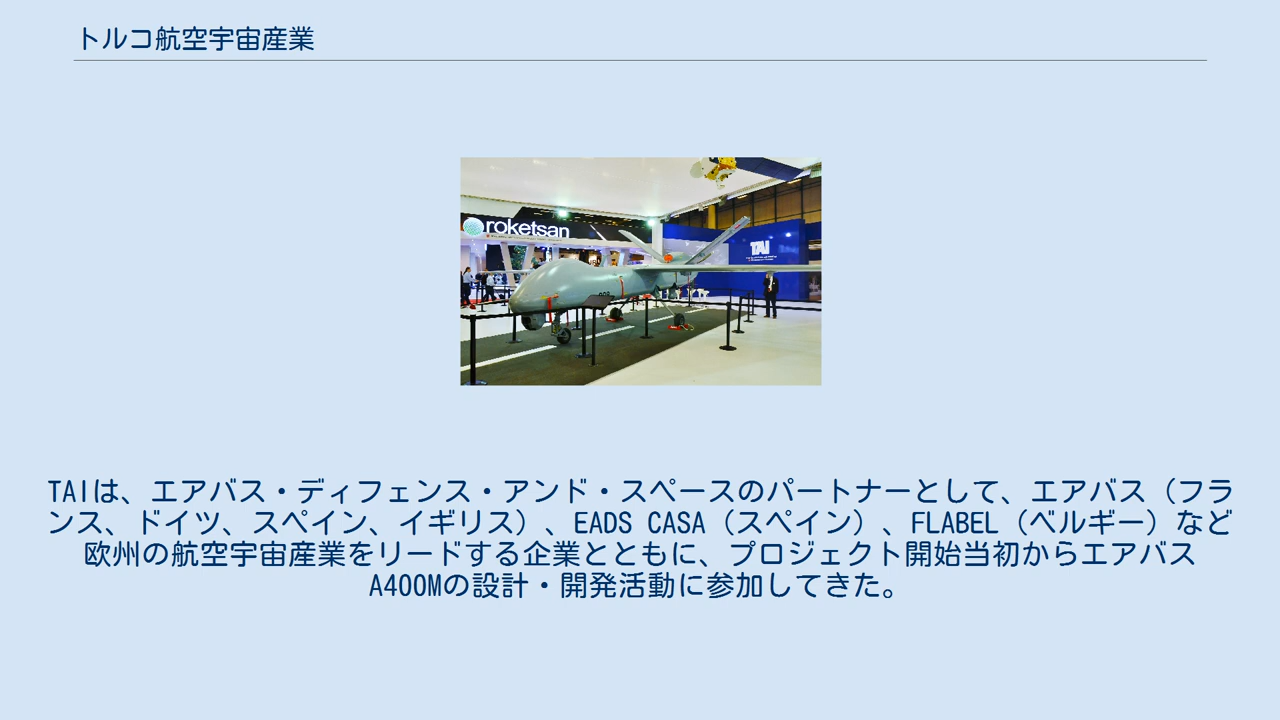 トルコ航空宇宙産業
roketsan
TAI
TAIは、エアバス・ディフェンス・アンド・スペースのパートナーとして、エアバス（フラ
ンス、ドイツ、スペイン、イギリス）、EADS CASA（スペイン）、FLABEL（ベルギー）など
欧州の航空宇宙産業をリードする企業とともに、プロジェクト開始当初からエアバス
A400Mの設計・開発活動に参加してきた。